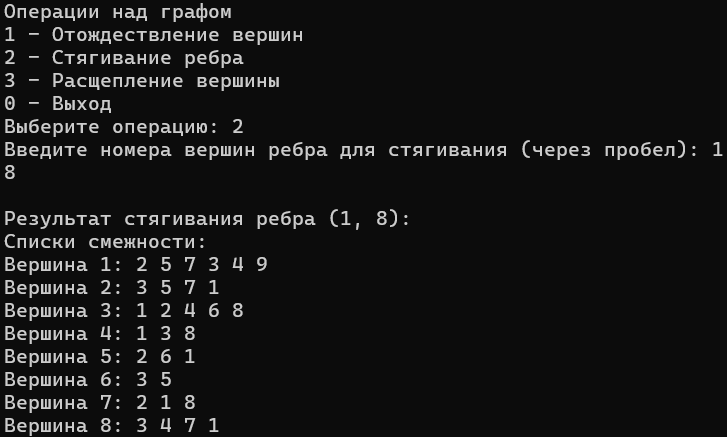 Операции над графом
1 - Отождествление вершин
2 - Стягивание ребра
3 - Расщепление вершины
0 - Выход
Выберите операцию: 2
Введите номера вершин ребра для стягивания (через пробел): 1
8
Результат стягивания ребра (1, 8):
Списки смежности:
Вершина 1: 2 5 7 3 4 9
Вершина 2: 3 5 7 1
Вершина 3: 1 2 4 6 8
Вершина 4: 1 3 8
Вершина 5: 2 6 1
Вершина 6: 3 5
Вершина 7: 2 1 8
Вершина 8: 3 4 7 1